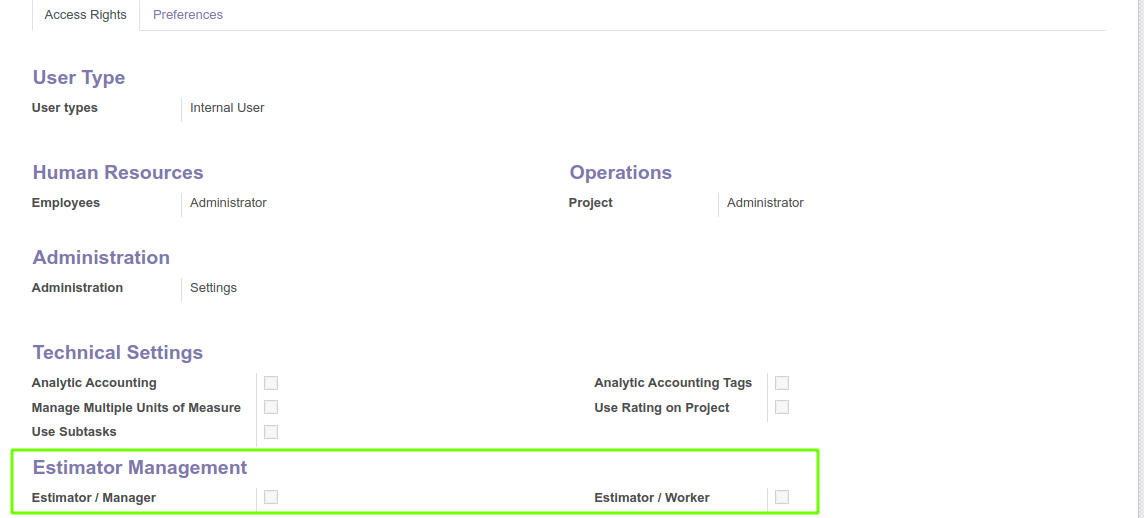 Access Rights Preferences
User Type
User types Internal User
Human Resources Operations
Employees Administrator Project Administrator
Administration
Administration Settings
Technical Settings
Analytic Accounting Analytic Accounting Tags
Manage Multiple Units of Measure Use Rating on Project
Use Subtasks
Estimator Management
Estimator / Manager Estimator / Worker